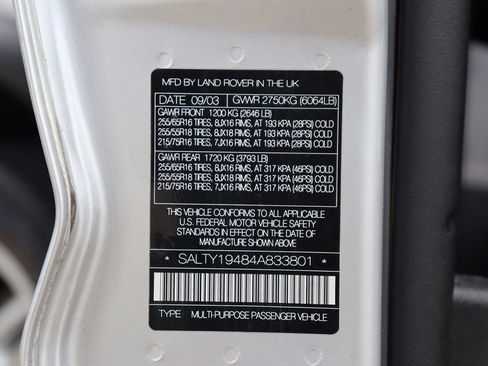 MFD BY LAND ROVER IN THE UK
DATE 09/03 GVWR 2750KG (6064LB)
GAWR FRONT 1200 KG (2646 LB)
255/65R16 TIRES, 8JX16 RIMS, AT 193 KPA (28PSI) COLD
255/55R18 TIRES, 8JX18 RIMS, AT 193 KPA (28PSI) COLD
215/75R16 TIRES, 7JX16 RIMS, AT 193 KPA (28PSI) COLD
GAWR REAR 1720 KG (3793 LB)
255/65R16 TIRES, 8JX16 RIMS, AT 317 KPA (46PSI) COLD
255/55R18 TIRES, 8JX18 RIMS, AT 317 KPA (46PSI) COLD
215/75R16 TIRES, 7JX16 RIMS, AT 317 KPA (46PSI) COLD
THIS VEHICLE CONFORMS TO ALL APPLICABLE
U.S. FEDERAL MOTOR VEHICLE SAFETY STANDARDS IN EFFECT ON THE
DATE OF MANUFACTURE SHOWN ABOVE
* SALTY19484A833801 *
TYPE MULTI-PURPOSE PASSENGER VEHICLE